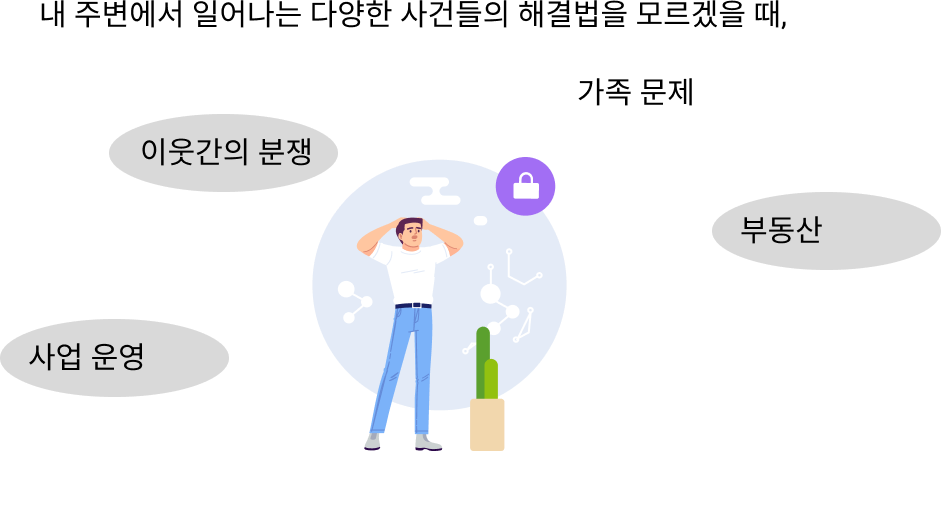 내 주변에서 일어나는 다양한 사건들의 해결법을 모르겠을 때,
가족 문제
이웃간의 분쟁
부동산
사업 운영